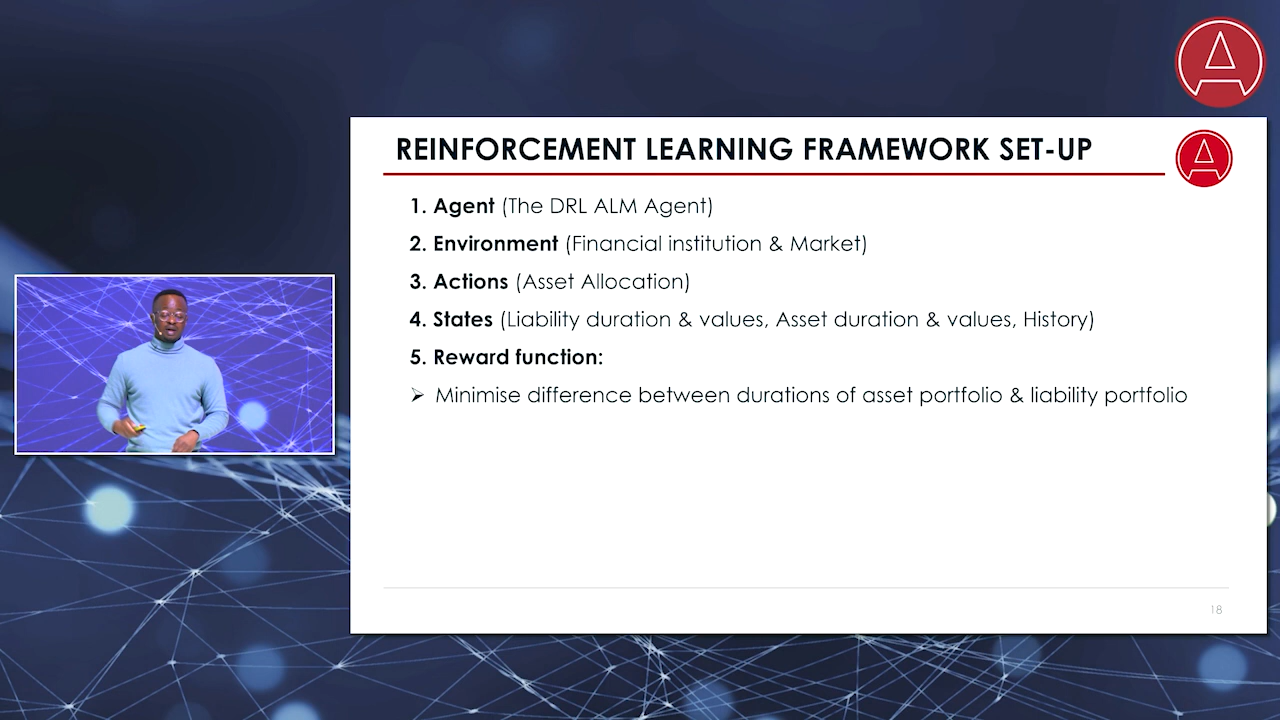 REINFORCEMENT LEARNING FRAMEWORK SET-UP
1. Agent (The DRL ALM Agent)
2. Environment (Financial institution & Market)
3. Actions (Asset Allocation)
4. States (Liability duration & values, Asset duration & values, History)
5. Reward function:
➢ Minimise difference between durations of asset portfolio & liability portfolio
18